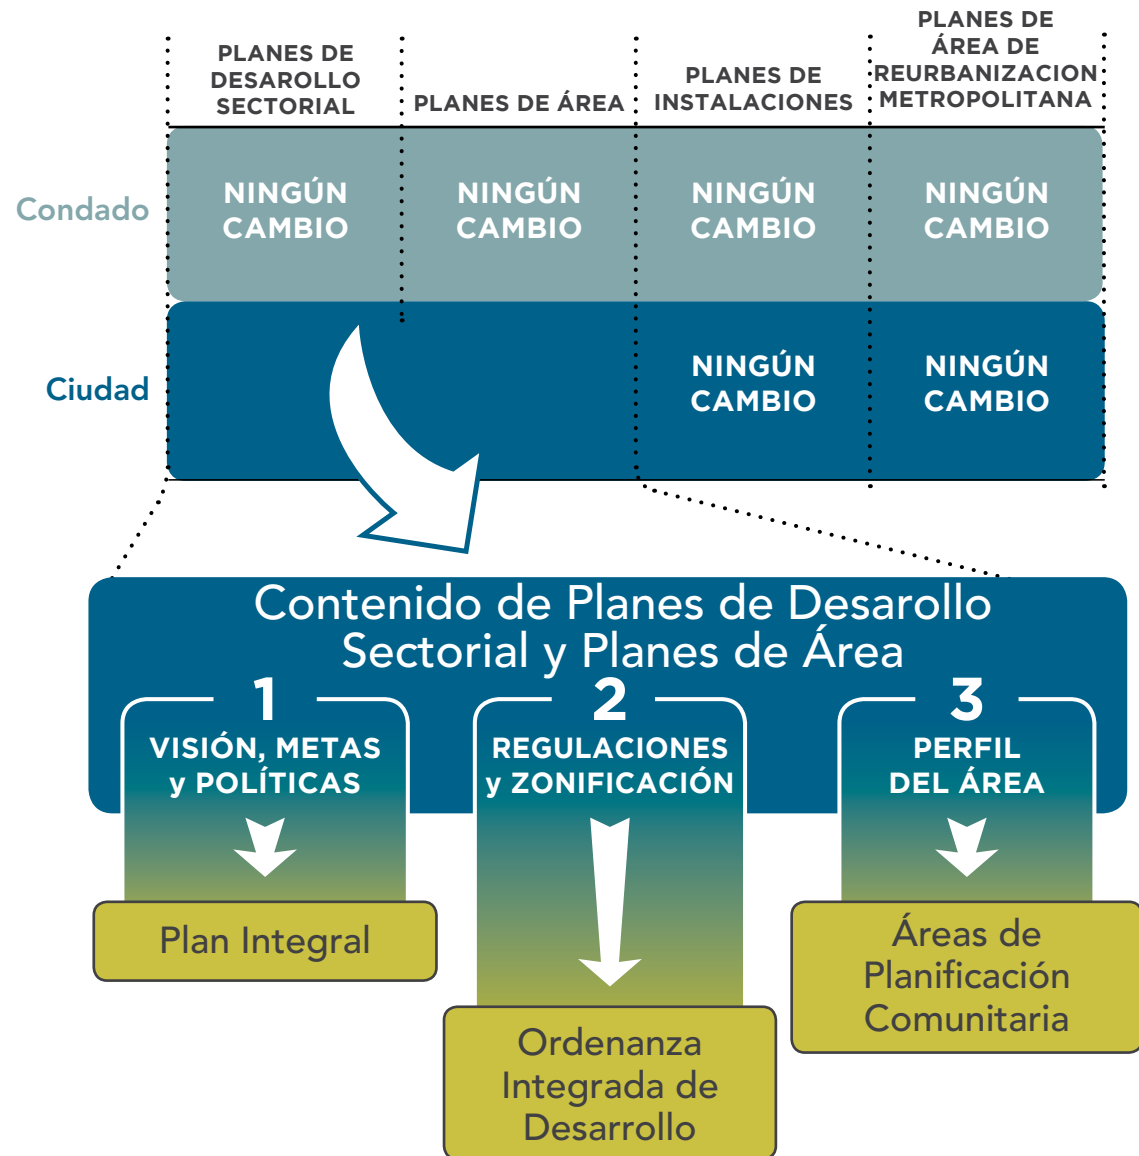 PLANES DE
DESAROLLO
SECTORIAL
PLANES DE ÁREA
PLANES DE
INSTALACIONES
PLANES DE
ÁREA DE
REURBANIZACION
METROPOLITANA
Condado
NINGÚN
CAMBIO
NINGÚN
CAMBIO
NINGÚN
CAMBIO
NINGÚN
CAMBIO
Ciudad
NINGÚN
CAMBIO
NINGÚN
CAMBIO
Contenido de Planes de Desarollo
Sectorial y Planes de Área
1
VISIÓN, METAS
y POLÍTICAS
Plan Integral
2
REGULACIONES
y ZONIFICACIÓN
Ordenanza
Integrada de
Desarrollo
3
PERFIL
DEL ÁREA
Áreas de
Planificación
Comunitaria